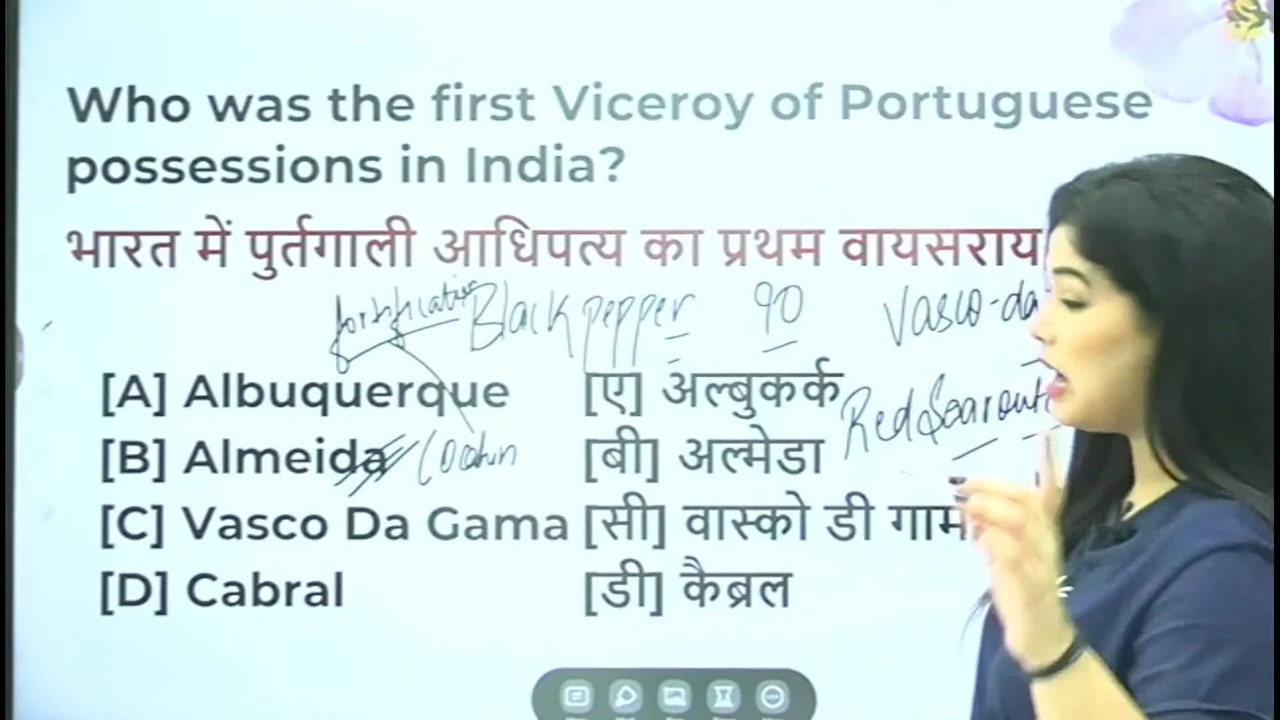 Who was the first Viceroy of Portuguese
possessions in India?
भारत में पुर्तगाली आधिपत्य का प्रथम वायसराय
fortification Black pepper 90 Vasco-da
[A] Albuquerque [ए] अल्बुकर्क Red Sea route
[B] Almeida Cochin [बी] अल्मेडा
[C] Vasco Da Gama [सी] वास्को डी गामा
[D] Cabral [डी] कैब्रल